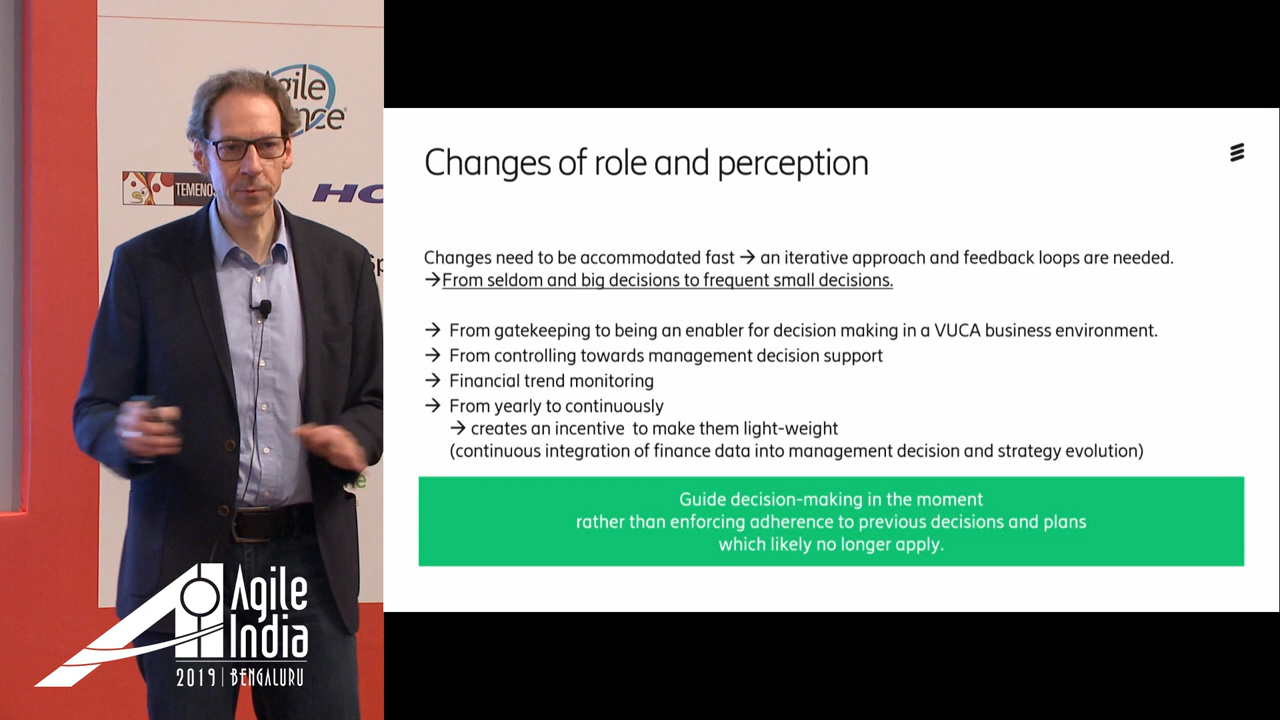 Agile
TEMENOS
Changes of role and perception
Changes need to be accommodated fast → an iterative approach and feedback loops are needed.
→From seldom and big decisions to frequent small decisions.
→ From gatekeeping to being an enabler for decision making in a VUCA business environment.
→ From controlling towards management decision support
→ Financial trend monitoring
→ From yearly to continuously
→ creates an incentive to make them light-weight
(continuous integration of finance data into management decision and strategy evolution)
Guide decision-making in the moment
rather than enforcing adherence to previous decisions and plans
which likely no longer apply.
Agile
India
2019 | BENGALURU